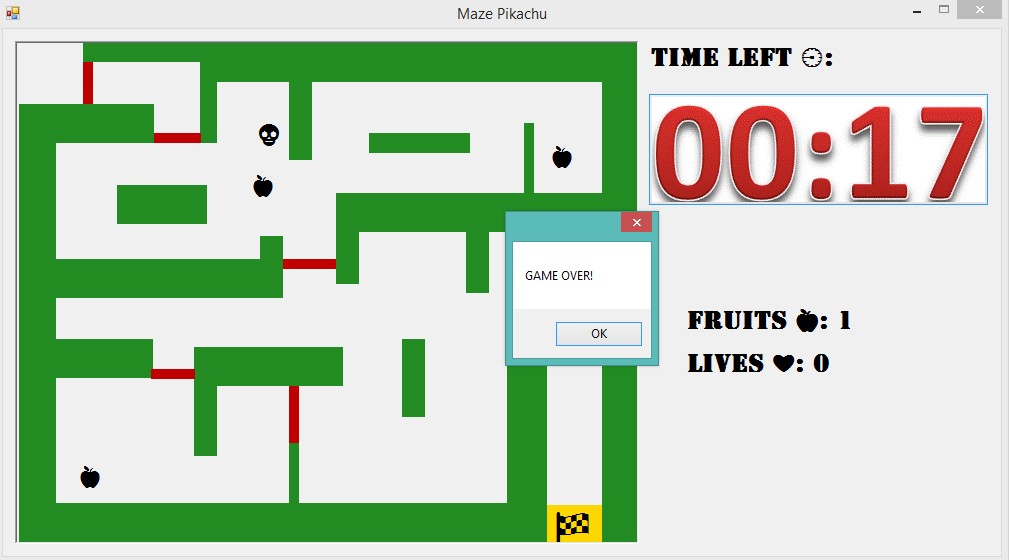 Maze Pikachu
TIME LEFT :
00:17
GAME OVER!
OK
FRUITS : 1
LIVES : 0